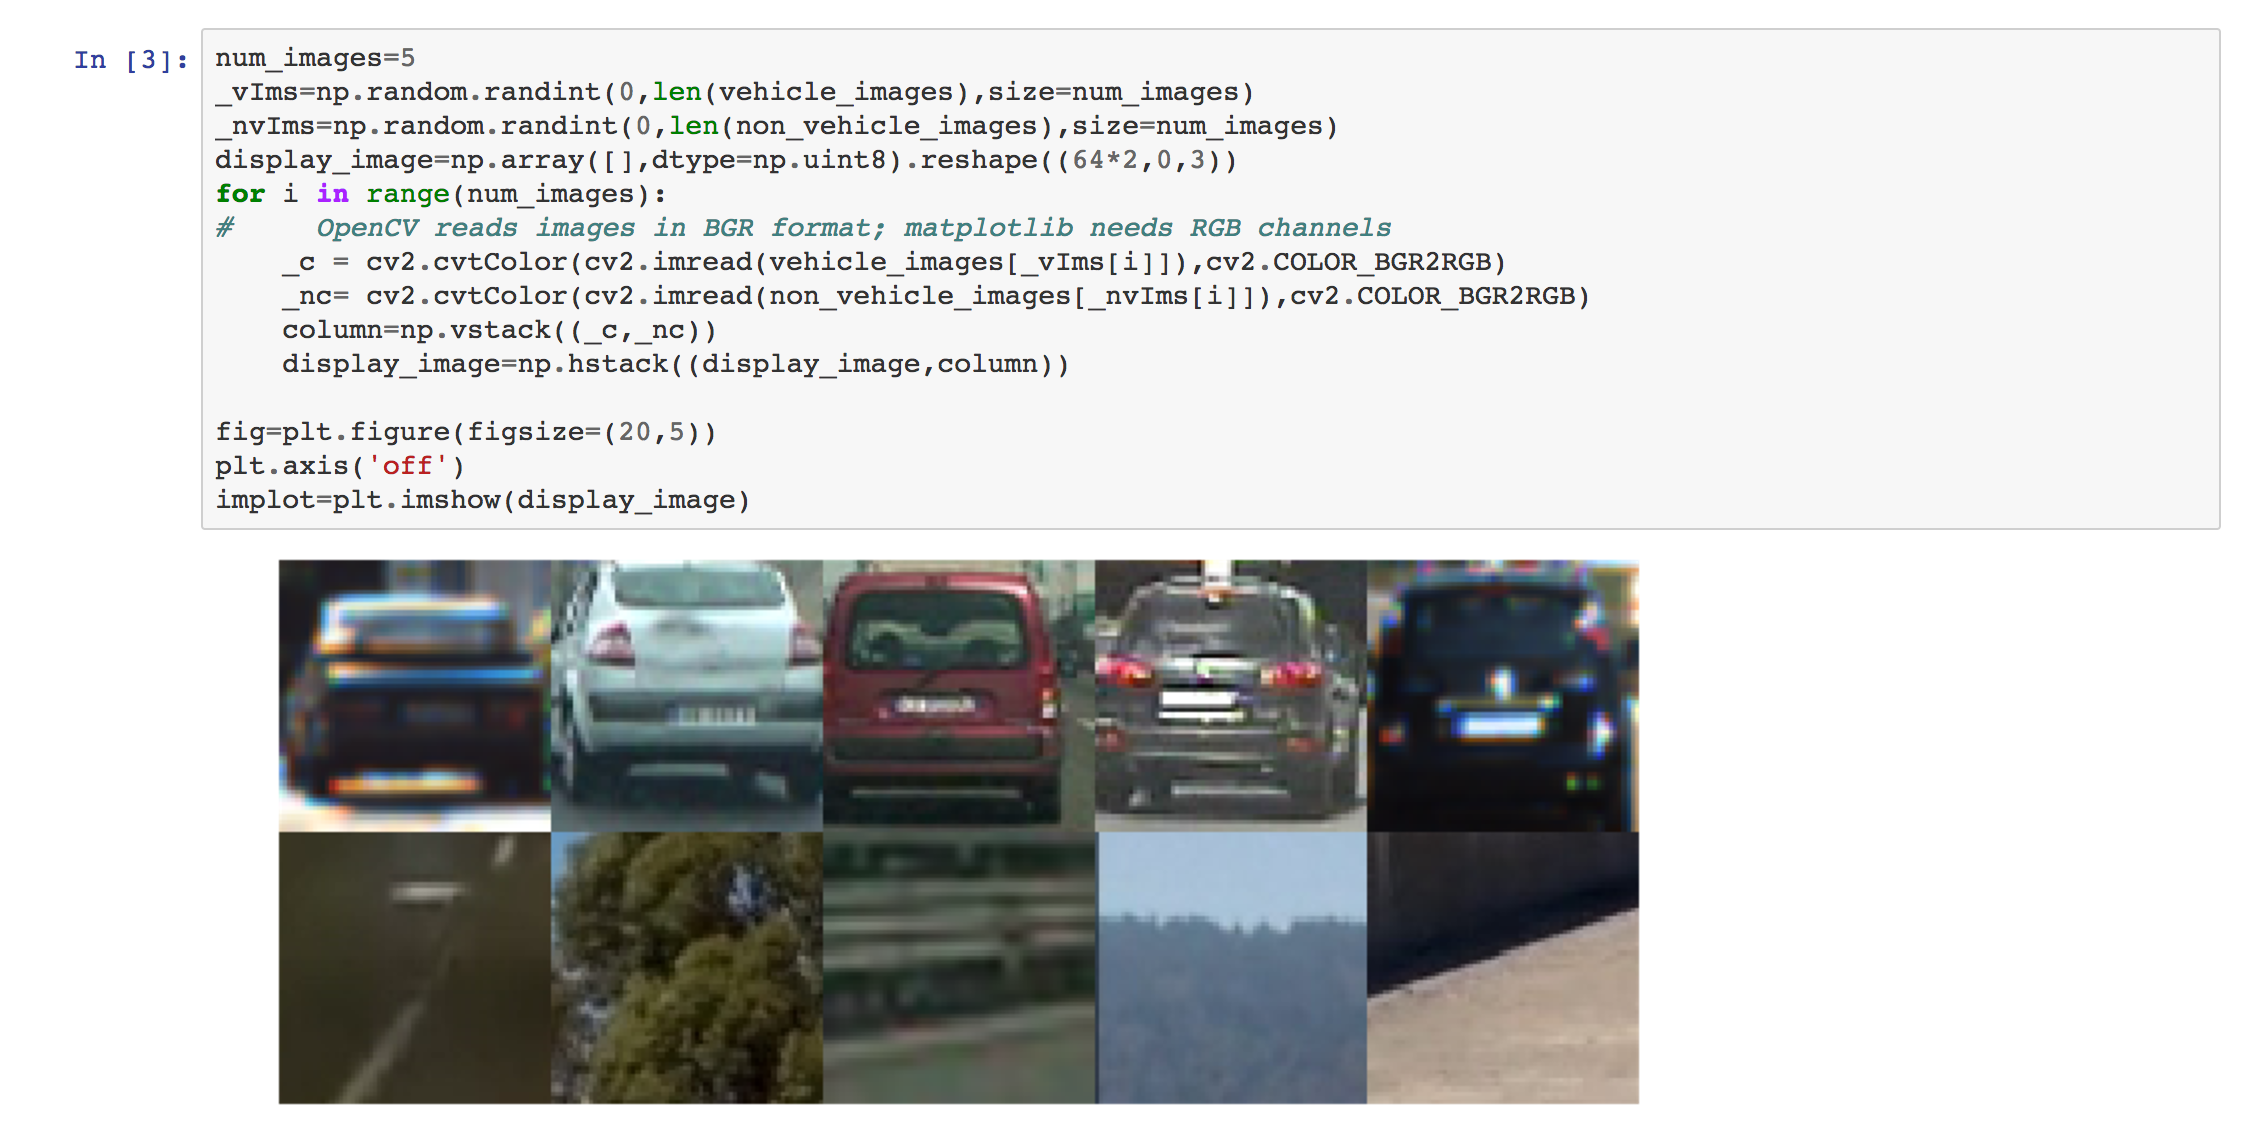 In [3]:
num_images=5
_vIms=np.random.randint(0,len(vehicle_images),size=num_images)
_nvIms=np.random.randint(0,len(non_vehicle_images),size=num_images)
display_image=np.array([],dtype=np.uint8).reshape((64*2,0,3))
for i in range(num_images):
#     OpenCV reads images in BGR format; matplotlib needs RGB channels
    _c = cv2.cvtColor(cv2.imread(vehicle_images[_vIms[i]]),cv2.COLOR_BGR2RGB)
    _nc= cv2.cvtColor(cv2.imread(non_vehicle_images[_nvIms[i]]),cv2.COLOR_BGR2RGB)
    column=np.vstack((_c,_nc))
    display_image=np.hstack((display_image,column))
fig=plt.figure(figsize=(20,5))
plt.axis('off')
implot=plt.imshow(display_image)